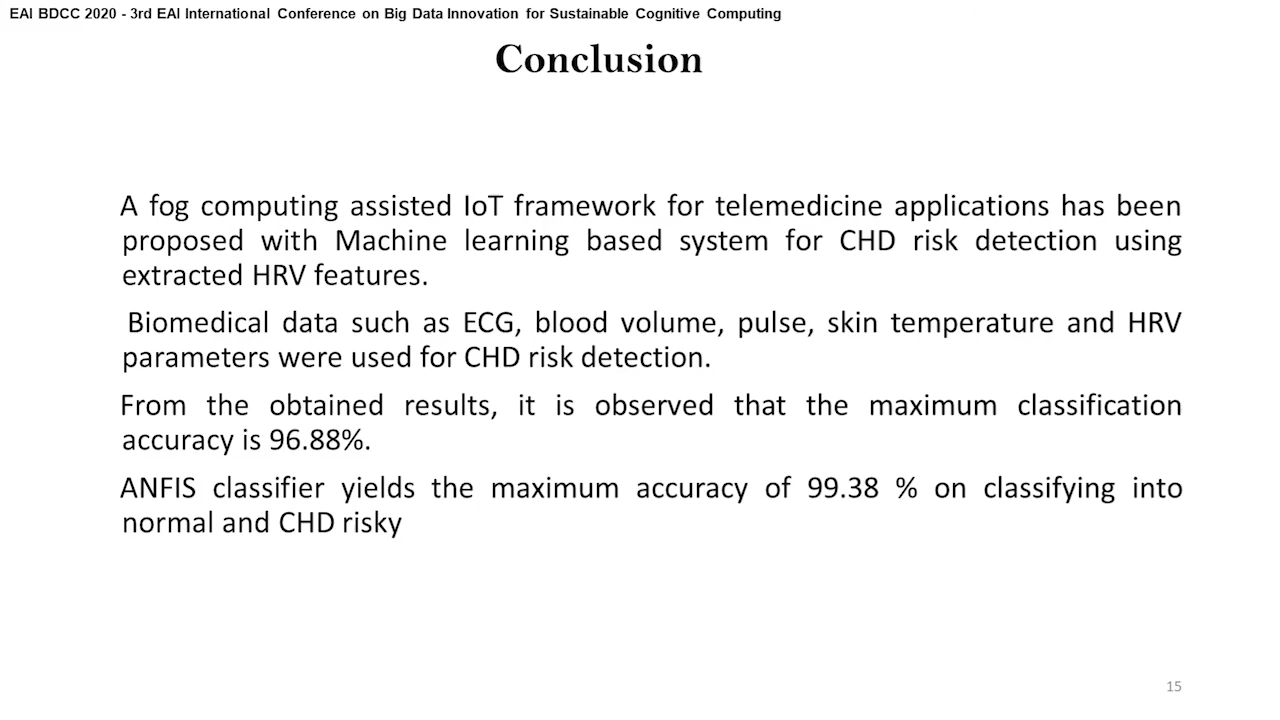 EAI BDCC 2020 - 3rd EAI International Conference on Big Data Innovation for Sustainable Cognitive Computing
Conclusion
A fog computing assisted IoT framework for telemedicine applications has been
proposed with Machine learning based system for CHD risk detection using
extracted HRV features.
Biomedical data such as ECG, blood volume, pulse, skin temperature and HRV
parameters were used for CHD risk detection.
From the obtained results, it is observed that the maximum classification
accuracy is 96.88%.
ANFIS classifier yields the maximum accuracy of 99.38 % on classifying into
normal and CHD risky
15